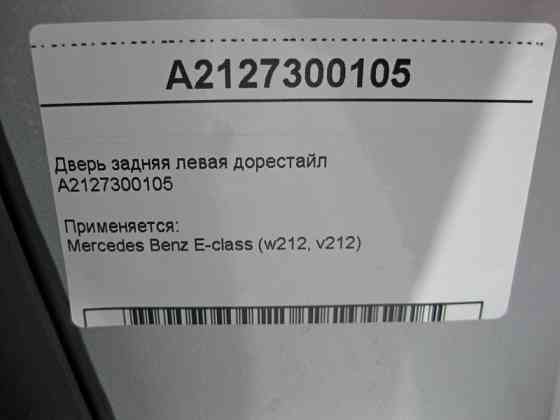 A2127300105
Дверь задняя левая дорестайл
A2127300105
Применяется:
Mercedes Benz E-class (w212, v212)